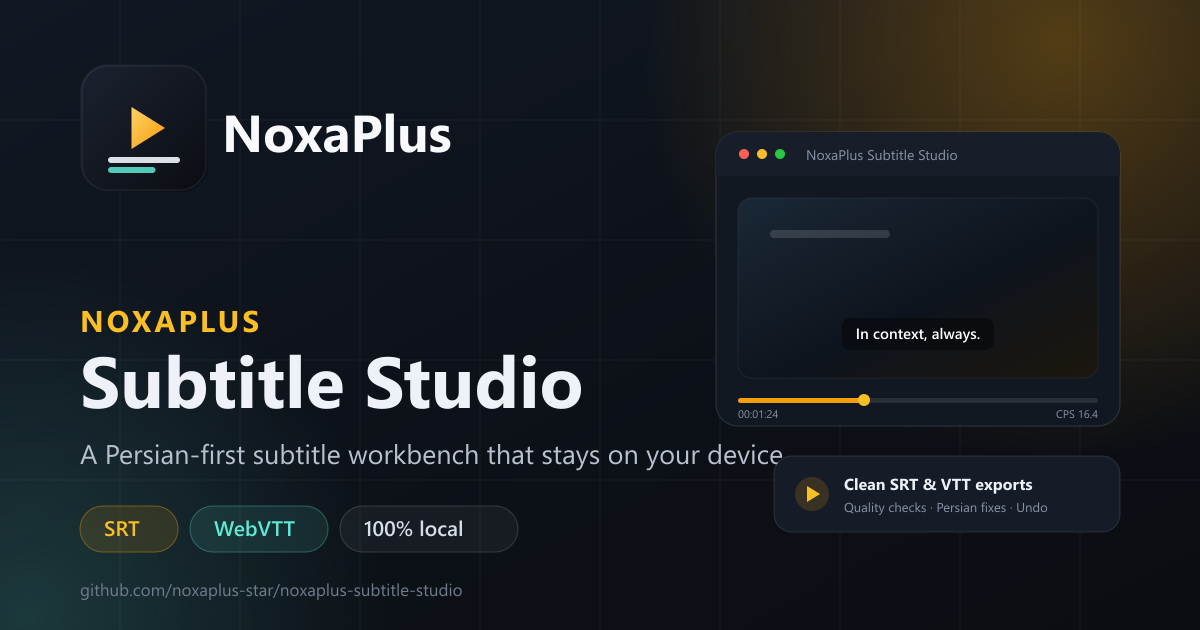 NoxaPlus
NOXAPLUS
Subtitle Studio
A Persian-first subtitle workbench that stays on your device
SRT
WebVTT
100% local
github.com/noxaplus-star/noxaplus-subtitle-studio
NoxaPlus Subtitle Studio
In context, always.
00:01:24
CPS 16.4
Clean SRT & VTT exports
Quality checks · Persian fixes · Undo